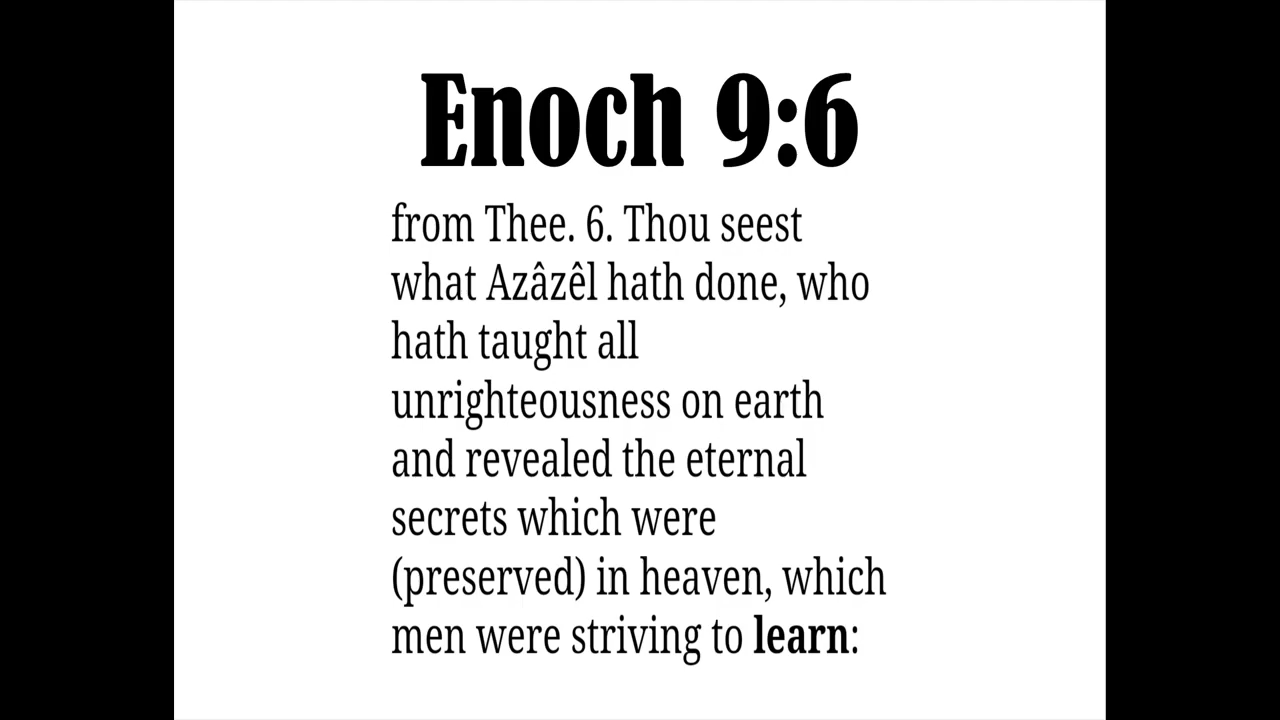 Enoch 9:6
from Thee. 6. Thou seest
what Azâzêl hath done, who
hath taught all
unrighteousness on earth
and revealed the eternal
secrets which were
(preserved) in heaven, which
men were striving to learn: